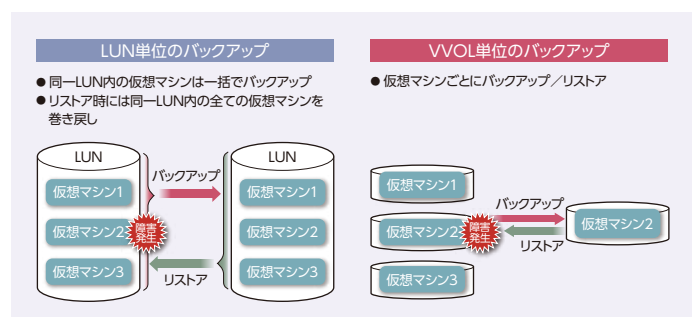 LUN単位のバックアップ
● 同一LUN内の仮想マシンは一括でバックアップ
● リストア時には同一LUN内の全ての仮想マシンを
巻き戻し
LUN
仮想マシン1
仮想マシン2
仮想マシン3
障害
発生
バックアップ
リストア
LUN
仮想マシン1
仮想マシン2
仮想マシン3
VVOL単位のバックアップ
● 仮想マシンごとにバックアップ／リストア
仮想マシン1
仮想マシン2
仮想マシン3
障害
発生
バックアップ
リストア
仮想マシン2